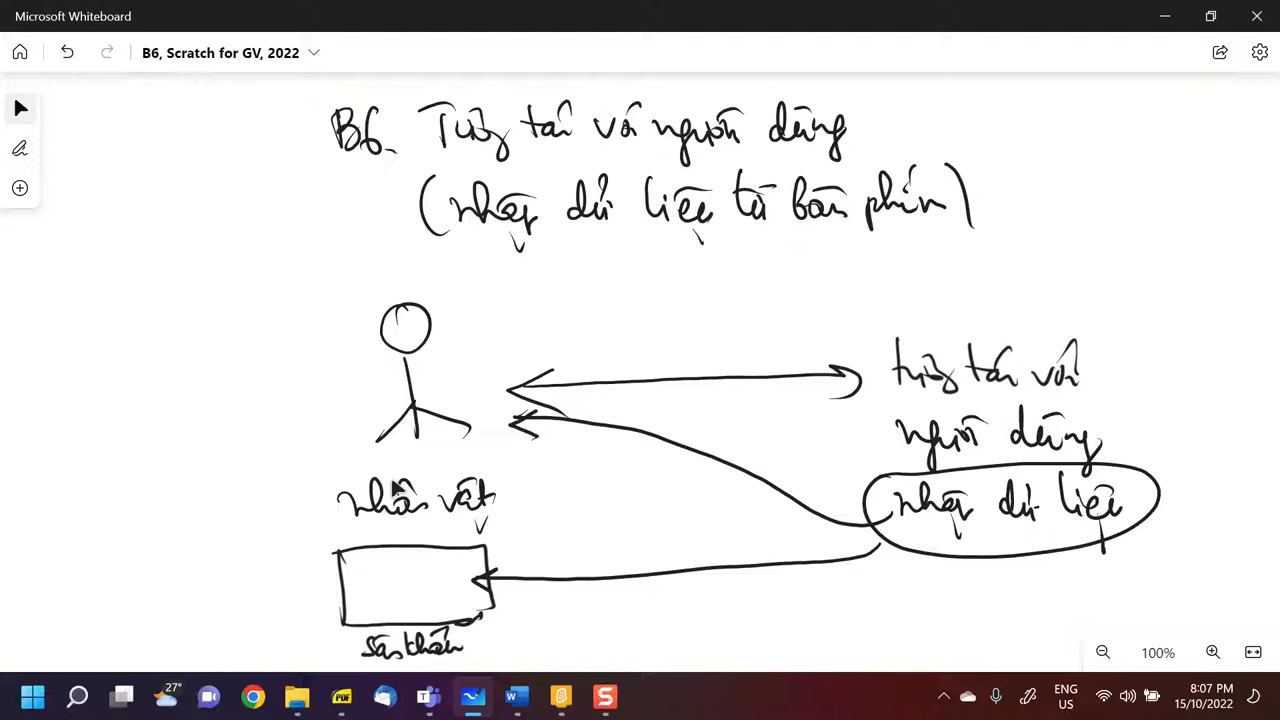 Microsoft Whiteboard
B6, Scratch for GV, 2022
B6. Tương tác với người dùng
(nhập dữ liệu từ bàn phím)
tương tác với
người dùng
nhập dữ liệu
nhân vật
sân khấu
100%
27°
ENG
US
8:07 PM
15/10/2022